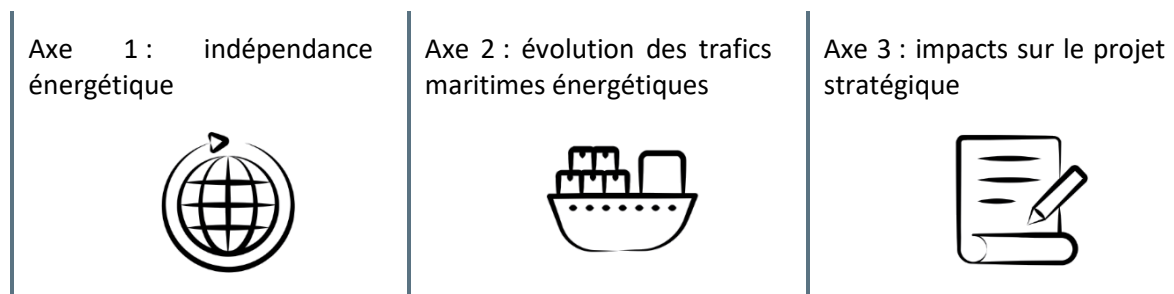 Axe 1 : indépendance
énergétique
Axe 2 : évolution des trafics
maritimes énergétiques
Axe 3 : impacts sur le projet
stratégique